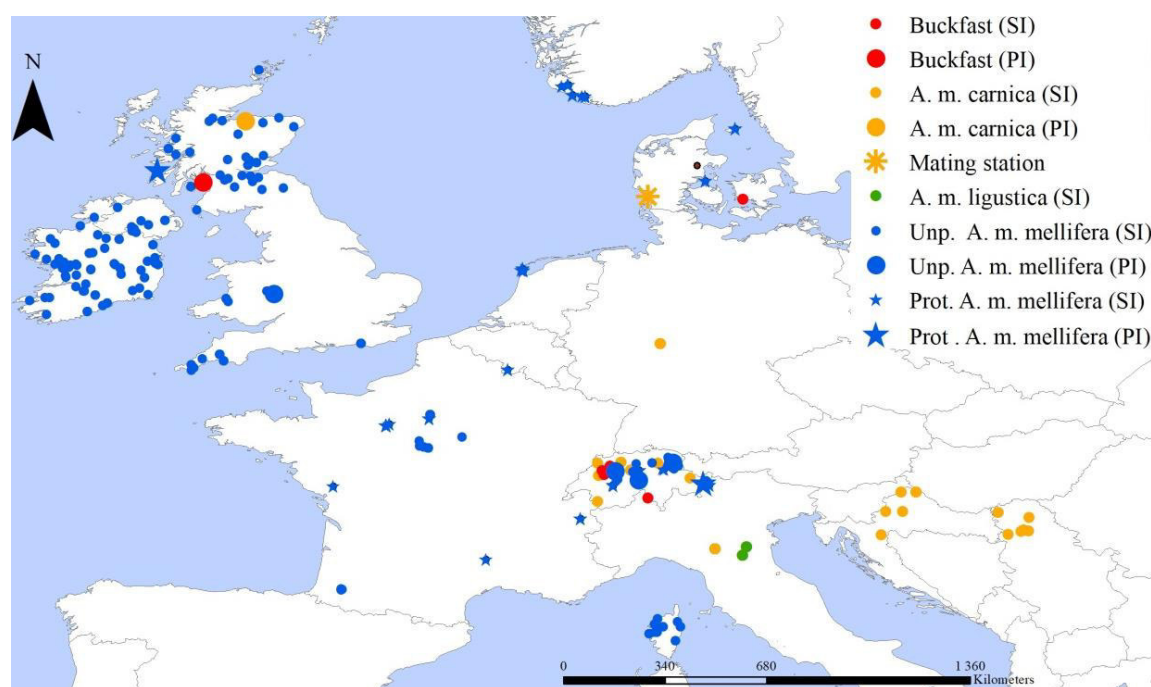 N
Buckfast (SI)
Buckfast (PI)
A. m. carnica (SI)
A. m. carnica (PI)
Mating station
A. m. ligustica (SI)
Unp. A. m. mellifera (SI)
Unp. A. m. mellifera (PI)
Prot. A. m. mellifera (SI)
Prot . A. m. mellifera (PI)
0 340 680 1 360
Kilometers